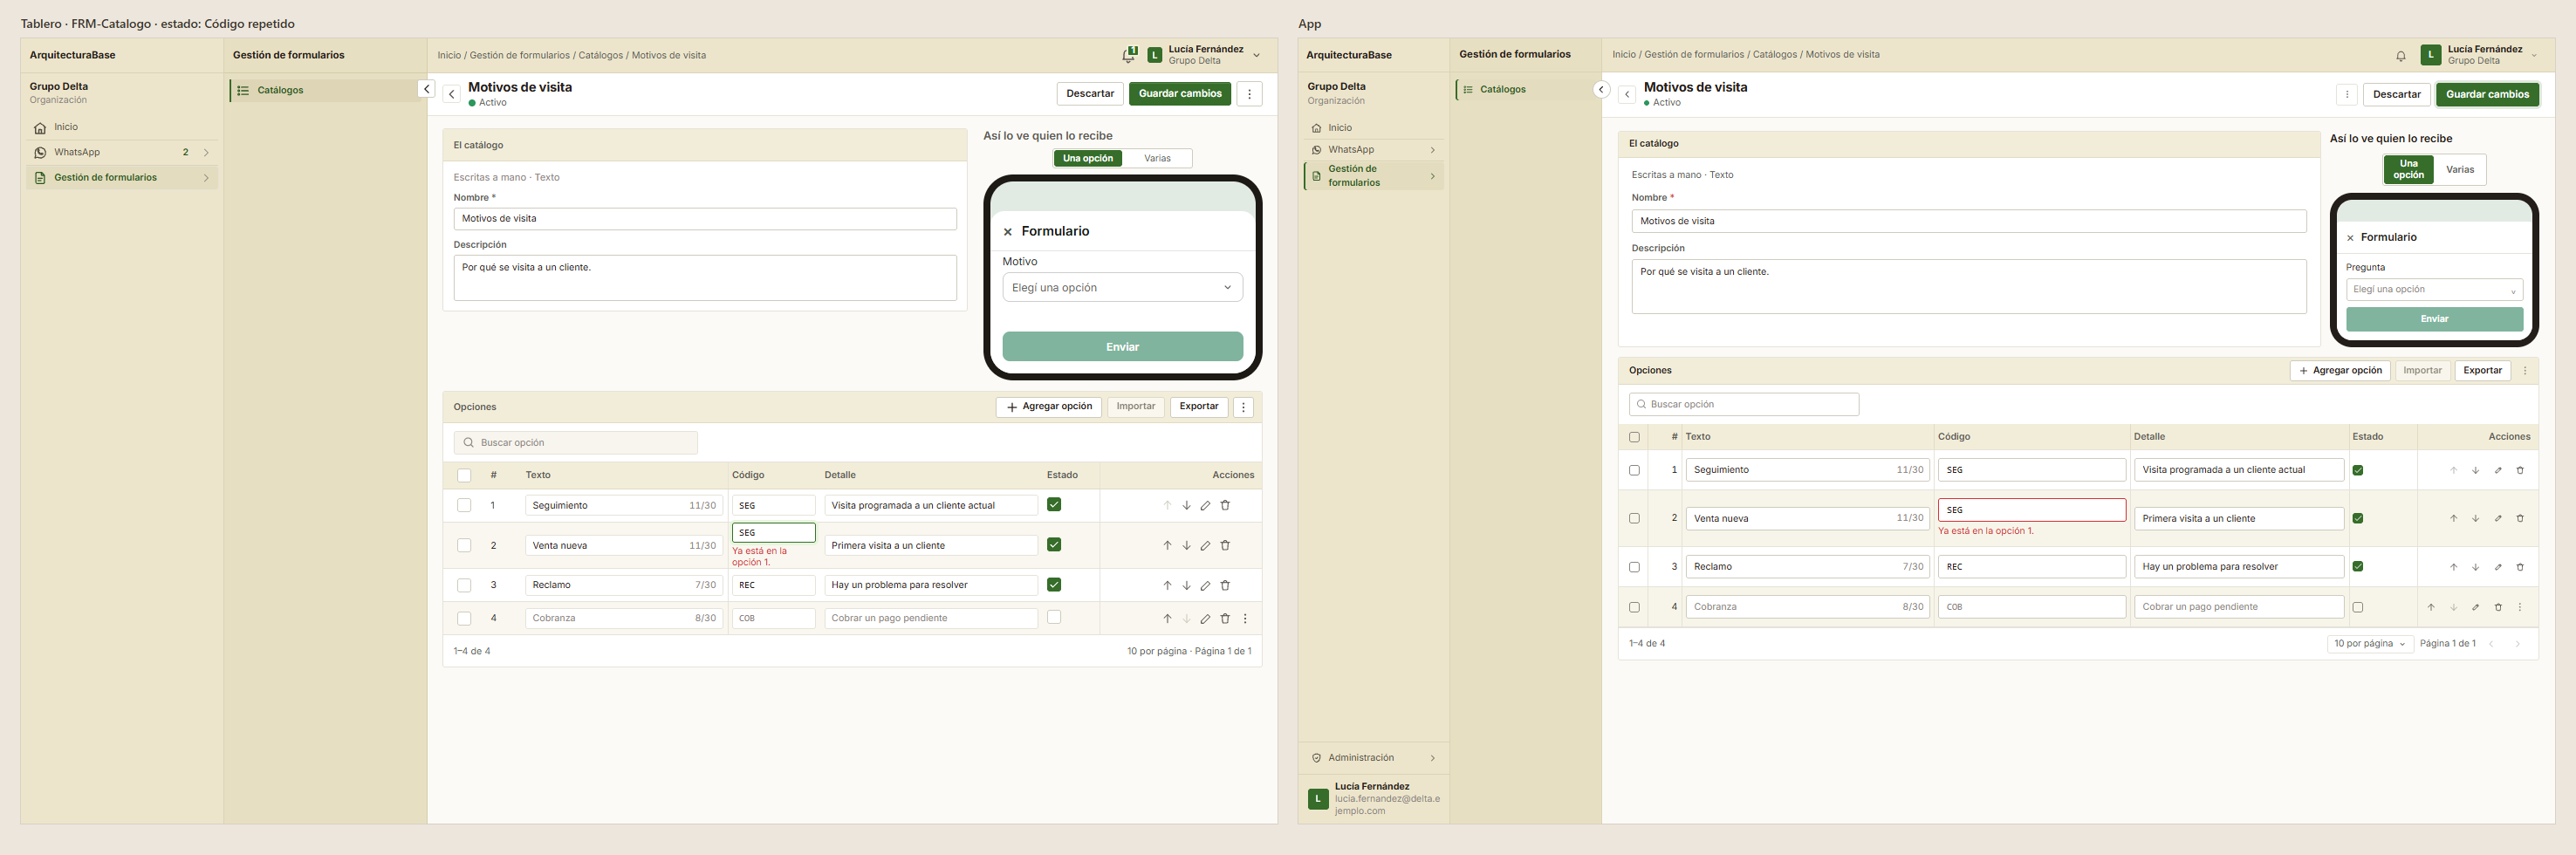 Tablero · FRM-Catalogo · estado: Código repetido
ArquitecturaBase
Gestión de formularios
Inicio / Gestión de formularios / Catálogos / Motivos de visita
1
L
Lucía Fernández
Grupo Delta
Grupo Delta
Organización
Inicio
WhatsApp
2
Gestión de formularios
Catálogos
Motivos de visita
Activo
Descartar
Guardar cambios
El catálogo
Escritas a mano · Texto
Nombre *
Motivos de visita
Descripción
Por qué se visita a un cliente.
Así lo ve quien lo recibe
Una opción
Varias
Formulario
Motivo
Elegí una opción
Enviar
Opciones
Agregar opción
Importar
Exportar
Buscar opción
# Texto Código Detalle Estado Acciones
1 Seguimiento 11/30 SEG Visita programada a un cliente actual
2 Venta nueva 11/30 SEG Primera visita a un cliente
Ya está en la
opción 1.
3 Reclamo 7/30 REC Hay un problema para resolver
4 Cobranza 8/30 COB Cobrar un pago pendiente
1–4 de 4
10 por página · Página 1 de 1
App
ArquitecturaBase
Gestión de formularios
Inicio / Gestión de formularios / Catálogos / Motivos de visita
L
Lucía Fernández
Grupo Delta
Grupo Delta
Organización
Inicio
WhatsApp
Gestión de
formularios
Administración
L
Lucía Fernández
lucia.fernandez@delta.e
jemplo.com
Catálogos
Motivos de visita
Activo
Descartar
Guardar cambios
El catálogo
Escritas a mano · Texto
Nombre *
Motivos de visita
Descripción
Por qué se visita a un cliente.
Así lo ve quien lo recibe
Una
opción
Varias
Formulario
Pregunta
Elegí una opción
Enviar
Opciones
Agregar opción
Importar
Exportar
Buscar opción
# Texto Código Detalle Estado Acciones
1 Seguimiento 11/30 SEG Visita programada a un cliente actual
2 Venta nueva 11/30 SEG Primera visita a un cliente
Ya está en la opción 1.
3 Reclamo 7/30 REC Hay un problema para resolver
4 Cobranza 8/30 COB Cobrar un pago pendiente
1–4 de 4
10 por página
Página 1 de 1